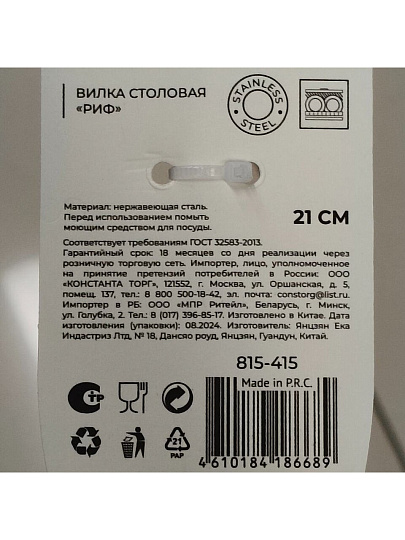 ВИЛКА СТОЛОВАЯ
«РИФ»
STAINLESS
STEEL
Материал: нержавеющая сталь.
Перед использованием помыть
моющим средством для посуды.
21 СМ
Соответствует требованиям ГОСТ 32583-2013.
Гарантийный срок: 18 месяцев со дня реализации через
розничную торговую сеть. Импортер, лицо, уполномоченное
на принятие претензий потребителей в России: ООО
«КОНСТАНТА ТОРГ», 121552, г. Москва, ул. Оршанская, д. 5,
помещ. 137, тел.: 8 800 500-18-42, эл. почта: constorg@list.ru.
Импортер в РБ: ООО «МПР Ритейл», Беларусь, г. Минск,
ул. Голубка, 2. Тел.: 8 (017) 396-85-17. Изготовлено в Китае. Дата
изготовления (упаковки): 08.2024. Изготовитель: Янцзян Ека
Индастриз Лтд, № 18, Дансяо роуд, Янцзян, Гуандун, Китай.
815-415
Made in P.R.C.
21
PAP
4 610184 186689